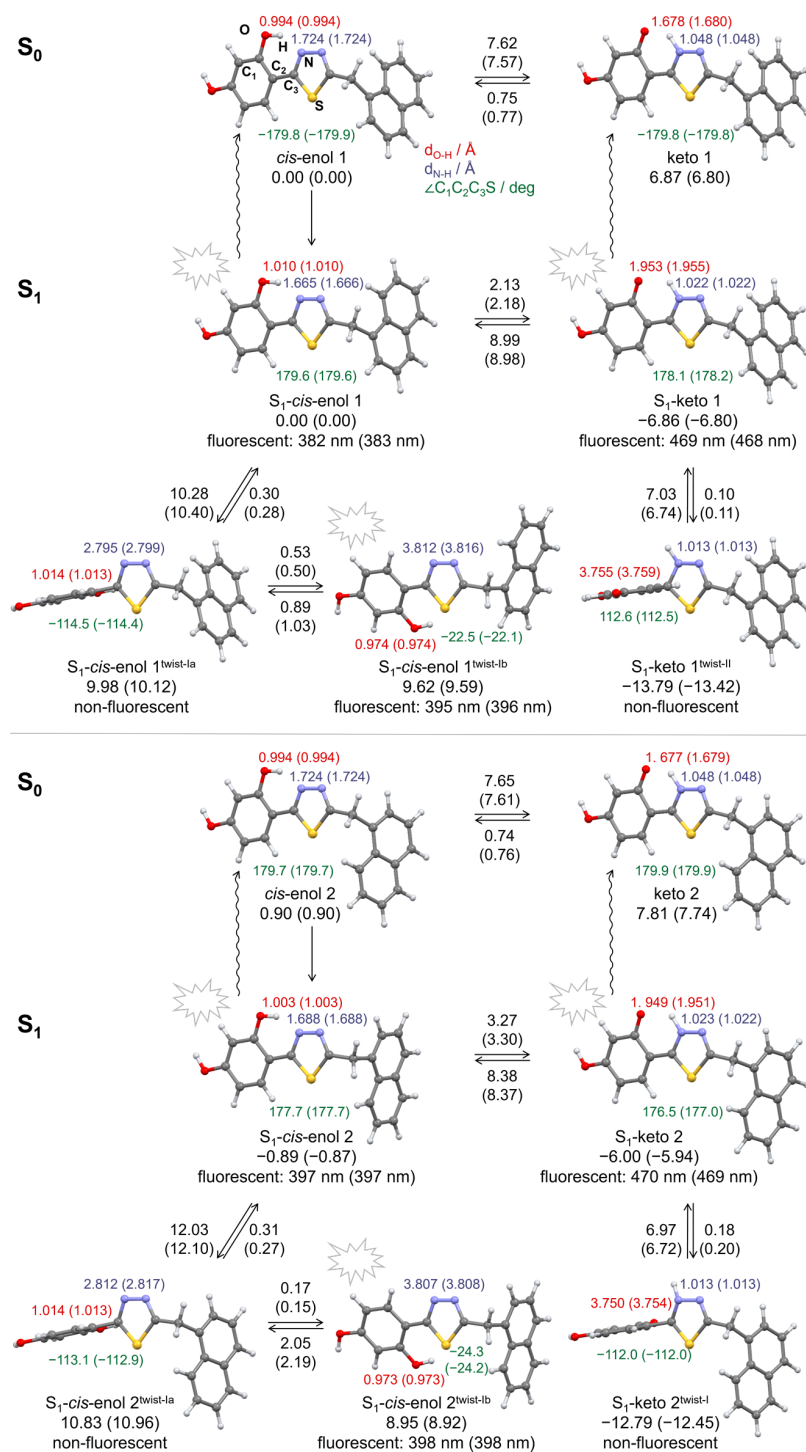 S0
O
H
N
C1
C2
C3
S
0.994 (0.994)
1.724 (1.724)
−179.8 (−179.9)
cis-enol 1
0.00 (0.00)
dO-H / Å
dN-H / Å
∠C1C2C3S / deg
7.62
(7.57)
0.75
(0.77)
1.678 (1.680)
1.048 (1.048)
−179.8 (−179.8)
keto 1
6.87 (6.80)
S1
1.010 (1.010)
1.665 (1.666)
179.6 (179.6)
S1-cis-enol 1
0.00 (0.00)
fluorescent: 382 nm (383 nm)
2.13
(2.18)
8.99
(8.98)
1.953 (1.955)
1.022 (1.022)
178.1 (178.2)
S1-keto 1
−6.86 (−6.80)
fluorescent: 469 nm (468 nm)
10.28
(10.40)
0.30
(0.28)
7.03
(6.74)
0.10
(0.11)
2.795 (2.799)
1.014 (1.013)
−114.5 (−114.4)
S1-cis-enol 1twist-Ia
9.98 (10.12)
non-fluorescent
0.53
(0.50)
0.89
(1.03)
3.812 (3.816)
0.974 (0.974)
−22.5 (−22.1)
S1-cis-enol 1twist-Ib
9.62 (9.59)
fluorescent: 395 nm (396 nm)
1.013 (1.013)
3.755 (3.759)
112.6 (112.5)
S1-keto 1twist-II
−13.79 (−13.42)
non-fluorescent
S0
0.994 (0.994)
1.724 (1.724)
179.7 (179.7)
cis-enol 2
0.90 (0.90)
7.65
(7.61)
0.74
(0.76)
1. 677 (1.679)
1.048 (1.048)
179.9 (179.9)
keto 2
7.81 (7.74)
S1
1.003 (1.003)
1.688 (1.688)
177.7 (177.7)
S1-cis-enol 2
−0.89 (−0.87)
fluorescent: 397 nm (397 nm)
3.27
(3.30)
8.38
(8.37)
1. 949 (1.951)
1.023 (1.022)
176.5 (177.0)
S1-keto 2
−6.00 (−5.94)
fluorescent: 470 nm (469 nm)
12.03
(12.10)
0.31
(0.27)
6.97
(6.72)
0.18
(0.20)
2.812 (2.817)
1.014 (1.013)
−113.1 (−112.9)
S1-cis-enol 2twist-Ia
10.83 (10.96)
non-fluorescent
0.17
(0.15)
2.05
(2.19)
3.807 (3.808)
−24.3
(−24.2)
0.973 (0.973)
S1-cis-enol 2twist-Ib
8.95 (8.92)
fluorescent: 398 nm (398 nm)
1.013 (1.013)
3.750 (3.754)
−112.0 (−112.0)
S1-keto 2twist-I
−12.79 (−12.45)
non-fluorescent